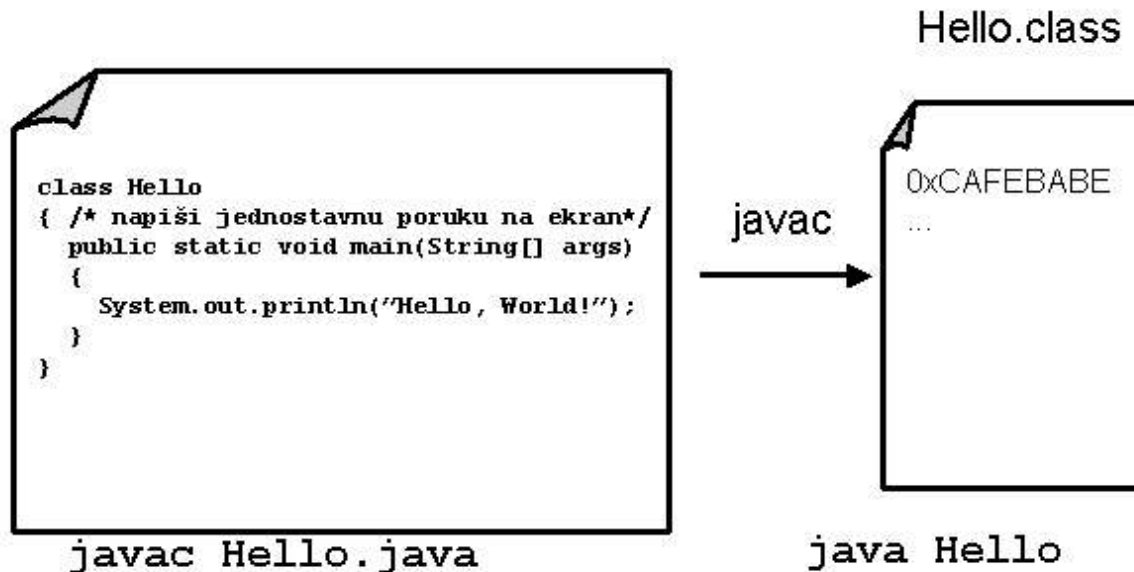 Hello.class
class Hello
{ /* napiši jednostavnu poruku na ekran*/
public static void main(String[] args)
{
System.out.println("Hello, World!");
}
}
javac
0xCAFEBABE
...
javac Hello.java
java Hello